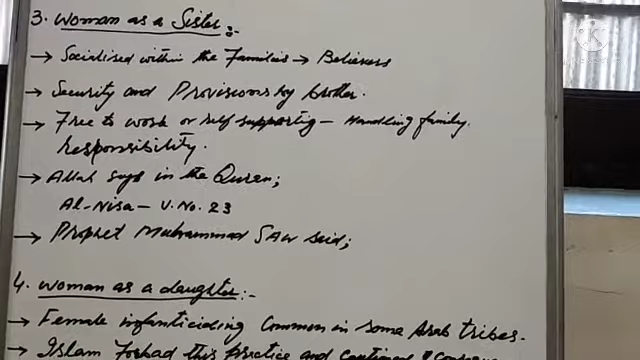 3. Woman as a Sister:-
→ Socialised within the Families → Believers
→ Security and Provisions by brother.
→ Free to work or self supporting - Handling family
Responsibility.
→ Allah says in the Quran;
Al-Nisa - V.No. 23
→ Prophet Muhammad SAW said;
4. Woman as a daughter:-
→ Female infanticiding Common in some Arab tribes.
→ Islam Forbad this Practice and